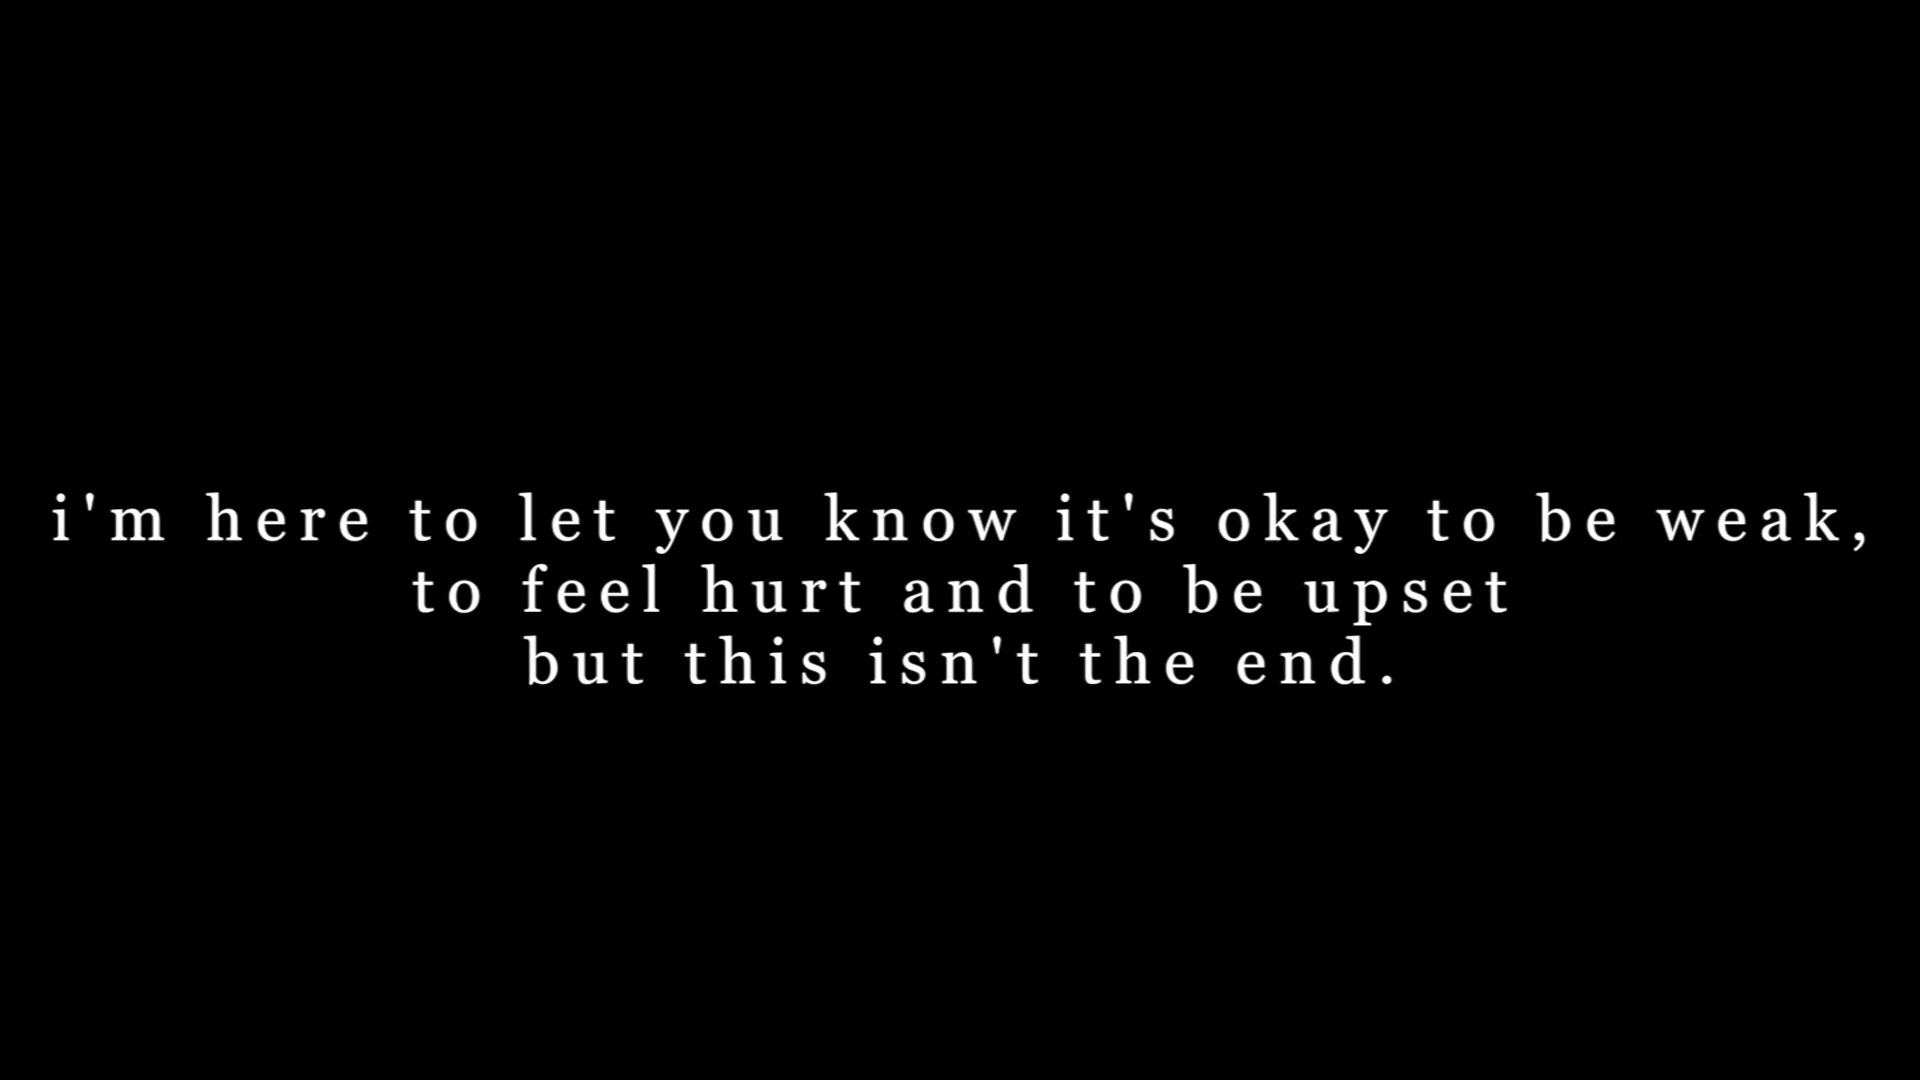 i'm here to let you know it's okay to be weak,
to feel hurt and to be upset
but this isn't the end.